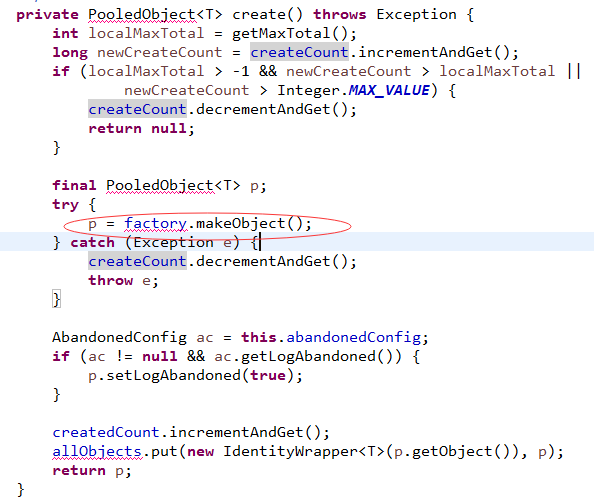 private PooledObject<T> create() throws Exception {
    int localMaxTotal = getMaxTotal();
    long newCreateCount = createCount.incrementAndGet();
    if (localMaxTotal > -1 && newCreateCount > localMaxTotal ||
            newCreateCount > Integer.MAX_VALUE) {
        createCount.decrementAndGet();
        return null;
    }

    final PooledObject<T> p;
    try {
        p = factory.makeObject();
    } catch (Exception e) {
        createCount.decrementAndGet();
        throw e;
    }

    AbandonedConfig ac = this.abandonedConfig;
    if (ac != null && ac.getLogAbandoned()) {
        p.setLogAbandoned(true);
    }

    createdCount.incrementAndGet();
    allObjects.put(new IdentityWrapper<T>(p.getObject()), p);
    return p;
}